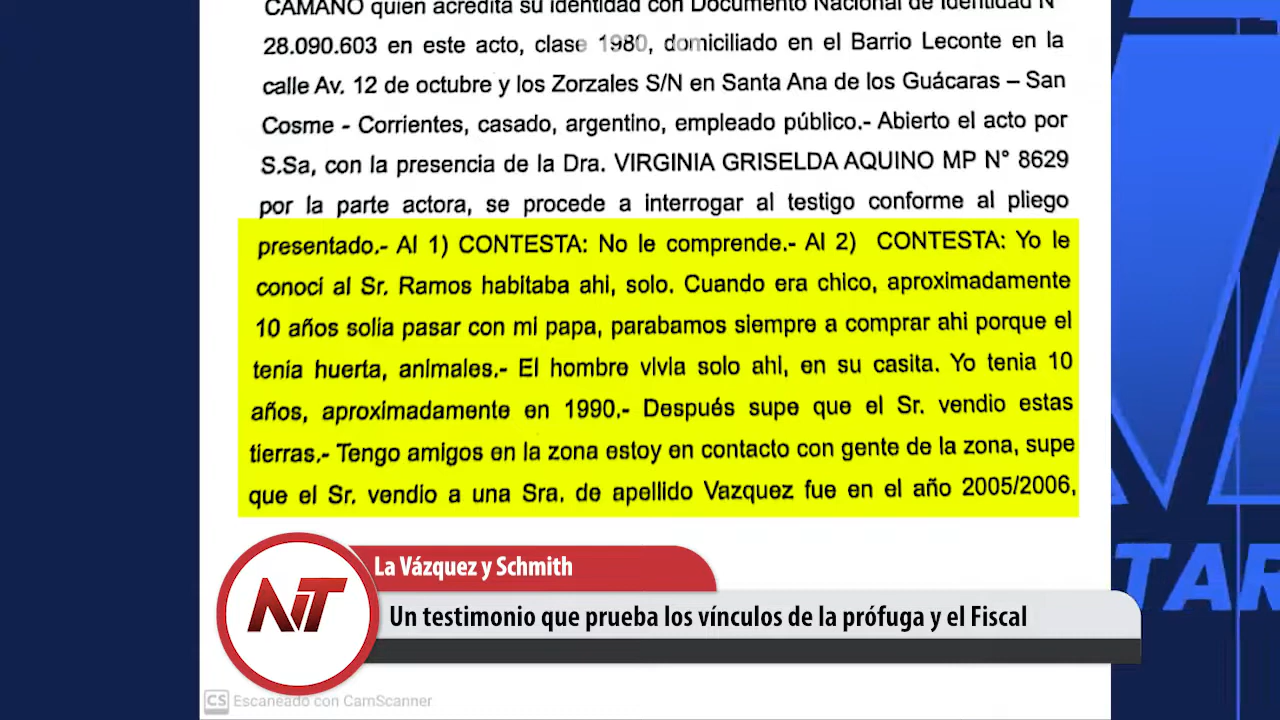 CAMAÑO quien acredita su identidad con Documento Nacional de Identidad N°
28.090.603 en este acto, clase 1980, domiciliado en el Barrio Leconte en la
calle Av. 12 de octubre y los Zorzales S/N en Santa Ana de los Guácaras – San
Cosme - Corrientes, casado, argentino, empleado público.- Abierto el acto por
S.Sa, con la presencia de la Dra. VIRGINIA GRISELDA AQUINO MP N° 8629
por la parte actora, se procede a interrogar al testigo conforme al pliego
presentado.- Al 1) CONTESTA: No le comprende.- Al 2) CONTESTA: Yo le
conocí al Sr. Ramos habitaba ahi, solo. Cuando era chico, aproximadamente
10 años solía pasar con mi papa, parabamos siempre a comprar ahi porque el
tenía huerta, animales.- El hombre vivia solo ahi, en su casita. Yo tenia 10
años, aproximadamente en 1990.- Después supe que el Sr. vendio estas
tierras.- Tengo amigos en la zona estoy en contacto con gente de la zona, supe
que el Sr. vendio a una Sra. de apellido Vazquez fue en el año 2005/2006,
La Vázquez y Schmith
NT
Un testimonio que prueba los vínculos de la prófuga y el Fiscal
TAR
CS Escaneado con CamScanner